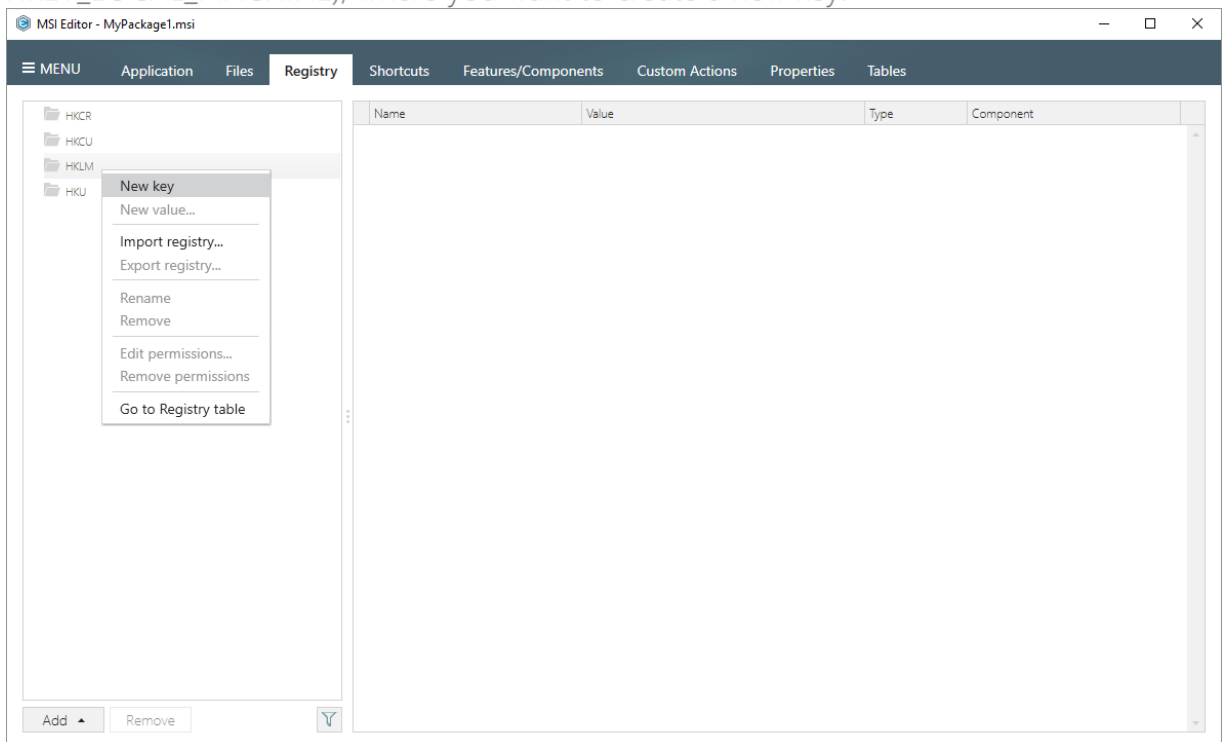 MSI Editor - MyPackage1.msi
≡ MENU Application Files Registry Shortcuts Features/Components Custom Actions Properties Tables
Name Value Type Component
HKCR
HKCU
HKLM
HKU
New key
New value...
Import registry...
Export registry...
Rename
Remove
Edit permissions...
Remove permissions
Go to Registry table
Add Remove